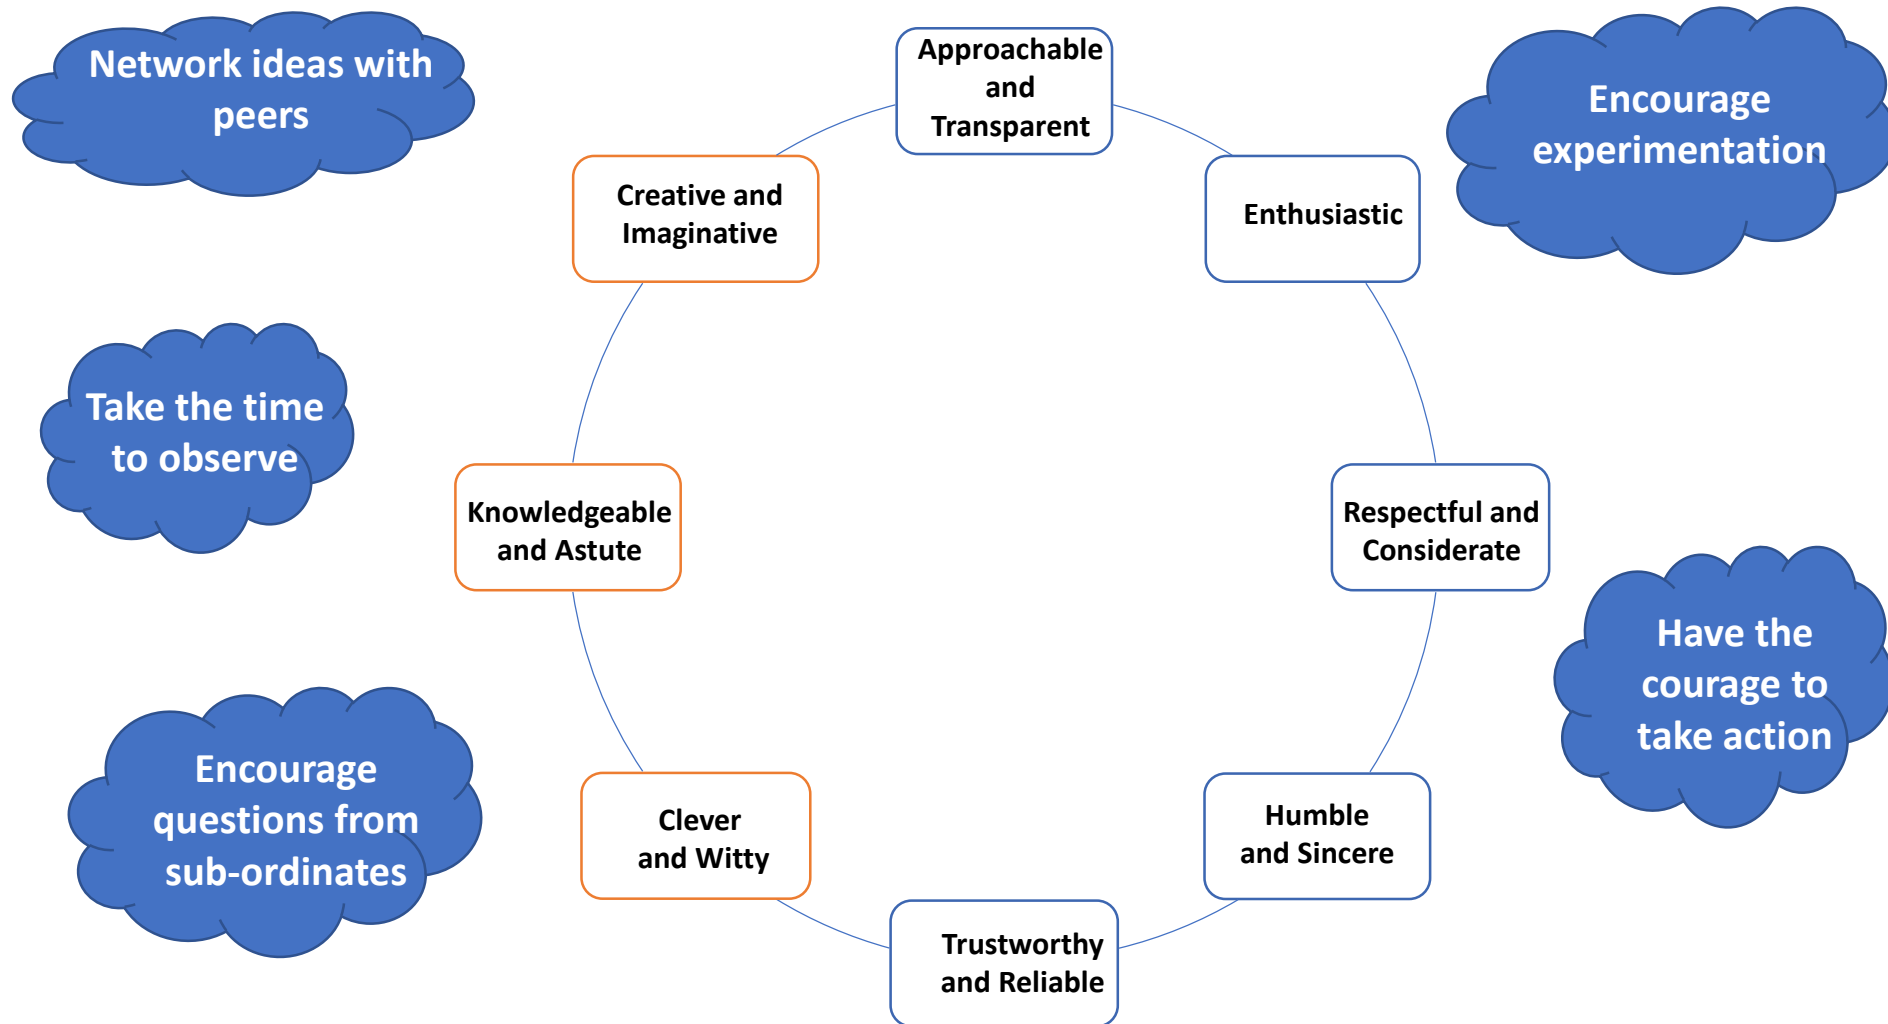 Network ideas with
peers
Approachable
and
Transparent
Encourage
experimentation
Creative and
Imaginative
Enthusiastic
Take the time
to observe
Knowledgeable
and Astute
Respectful and
Considerate
Have the
courage to
take action
Encourage
questions from
sub-ordinates
Clever
and Witty
Humble
and Sincere
Trustworthy
and Reliable